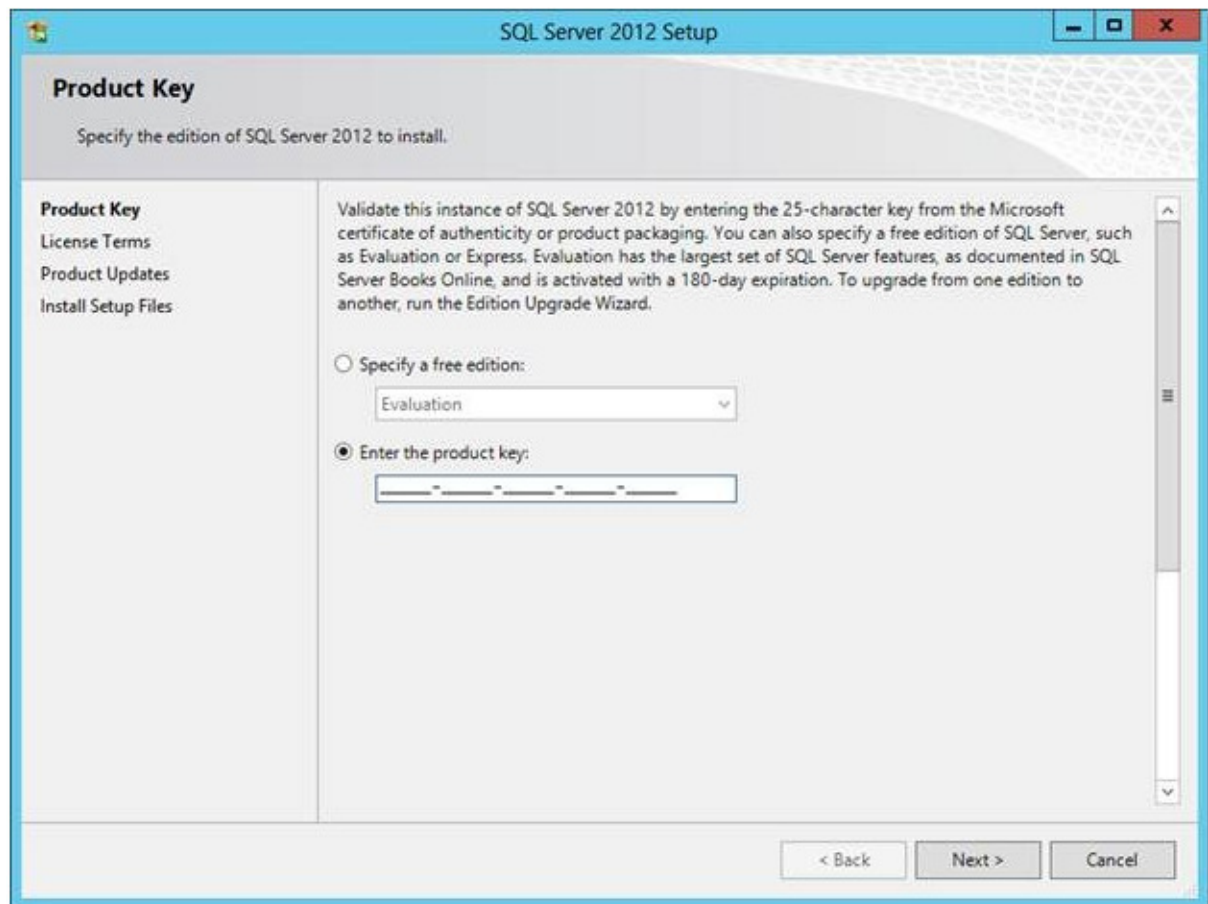 SQL Server 2012 Setup
Product Key
Specify the edition of SQL Server 2012 to install.
Product Key
License Terms
Product Updates
Install Setup Files
Validate this instance of SQL Server 2012 by entering the 25-character key from the Microsoft
certificate of authenticity or product packaging. You can also specify a free edition of SQL Server, such
as Evaluation or Express. Evaluation has the largest set of SQL Server features, as documented in SQL
Server Books Online, and is activated with a 180-day expiration. To upgrade from one edition to
another, run the Edition Upgrade Wizard.
Specify a free edition:
Evaluation
Enter the product key:
_____-_____-_____-_____-_____
< Back
Next >
Cancel